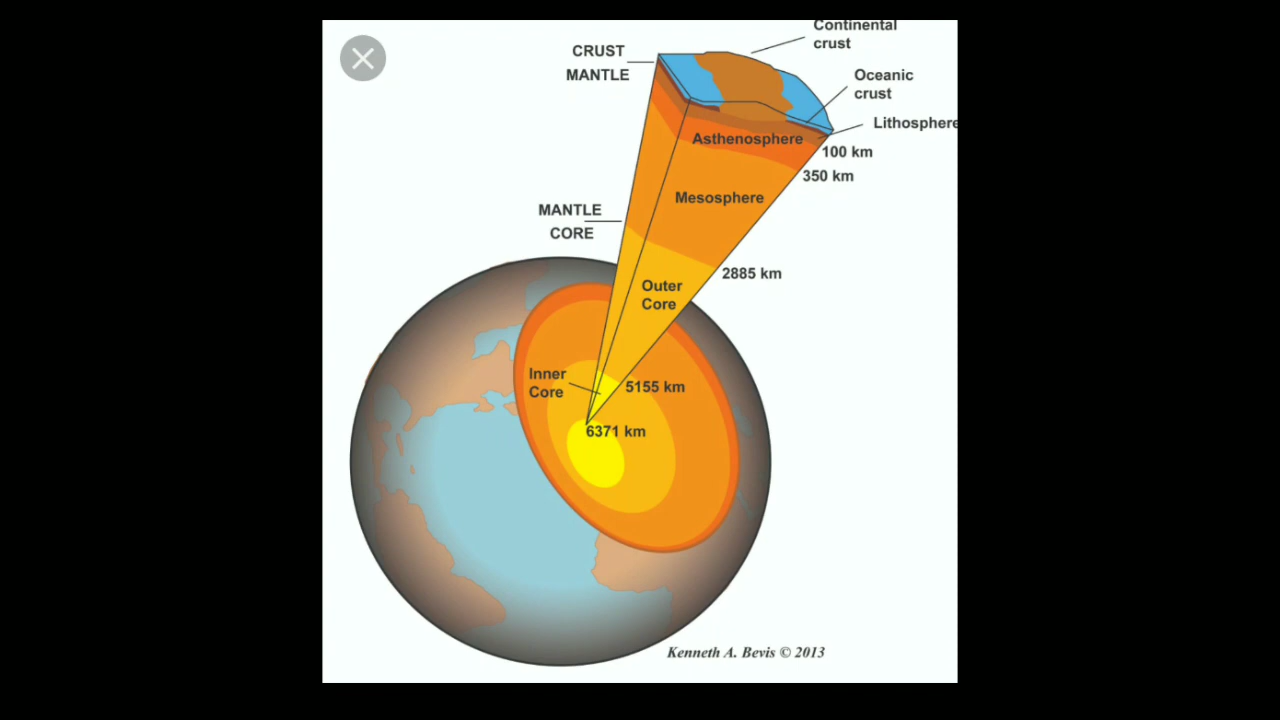 Continental
crust
CRUST
MANTLE
Oceanic
crust
Lithosphere
Asthenosphere
100 km
350 km
Mesosphere
MANTLE
CORE
2885 km
Outer
Core
Inner
Core
5155 km
6371 km
Kenneth A. Bevis © 2013